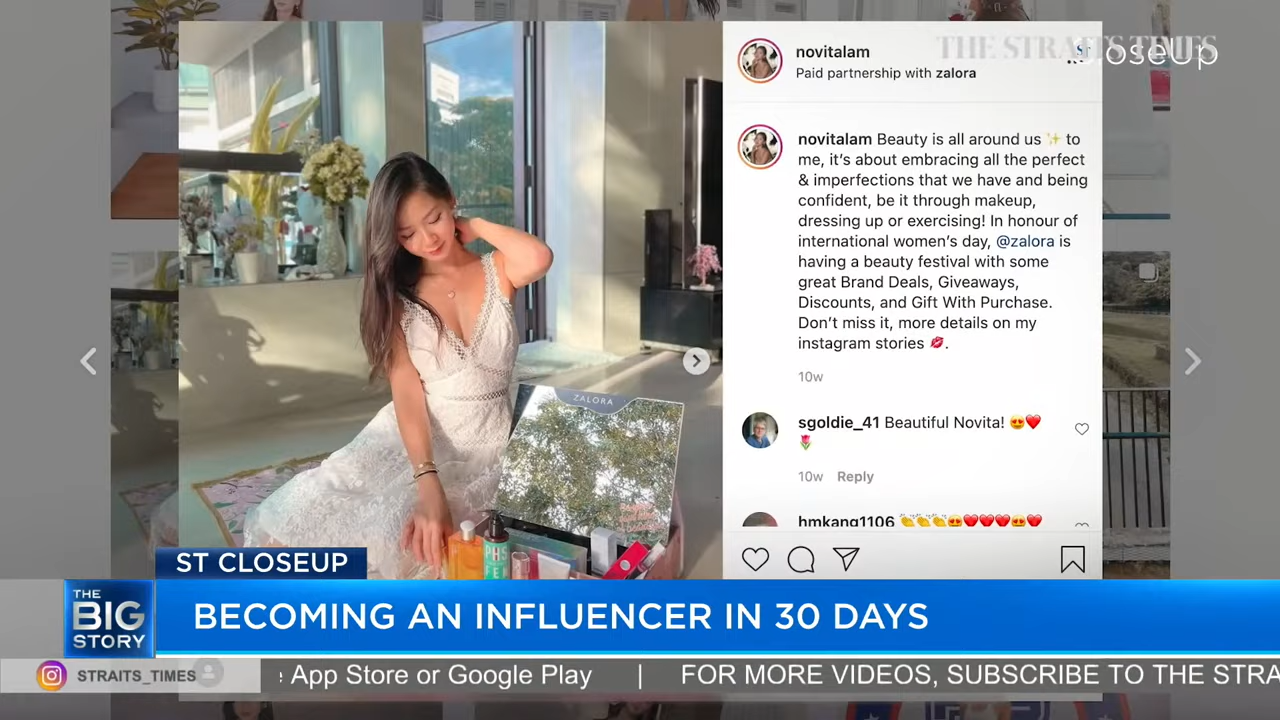 THE STRAITS TIMES
CloseUp
novitalam
Paid partnership with zalora
novitalam Beauty is all around us ✨ to
me, it's about embracing all the perfect
& imperfections that we have and being
confident, be it through makeup,
dressing up or exercising! In honour of
international women's day, @zalora is
having a beauty festival with some
great Brand Deals, Giveaways,
Discounts, and Gift With Purchase.
Don't miss it, more details on my
instagram stories 💋.
10w
sgoldie_41 Beautiful Novita! 😍❤️
🌷
10w Reply
hmkang1106 👏👏👏😍❤️❤️❤️😍❤️
ZALORA
ST CLOSEUP
THE
BIG
STORY
BECOMING AN INFLUENCER IN 30 DAYS
STRAITS_TIMES
App Store or Google Play | FOR MORE VIDEOS, SUBSCRIBE TO THE STRA